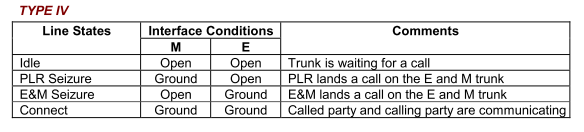 TYPE IV
Line States Interface Conditions Comments
M E
Idle Open Open Trunk is waiting for a call
PLR Seizure Ground Open PLR lands a call on the E and M trunk
E&M Seizure Open Ground E&M lands a call on the E and M trunk
Connect Ground Ground Called party and calling party are communicating